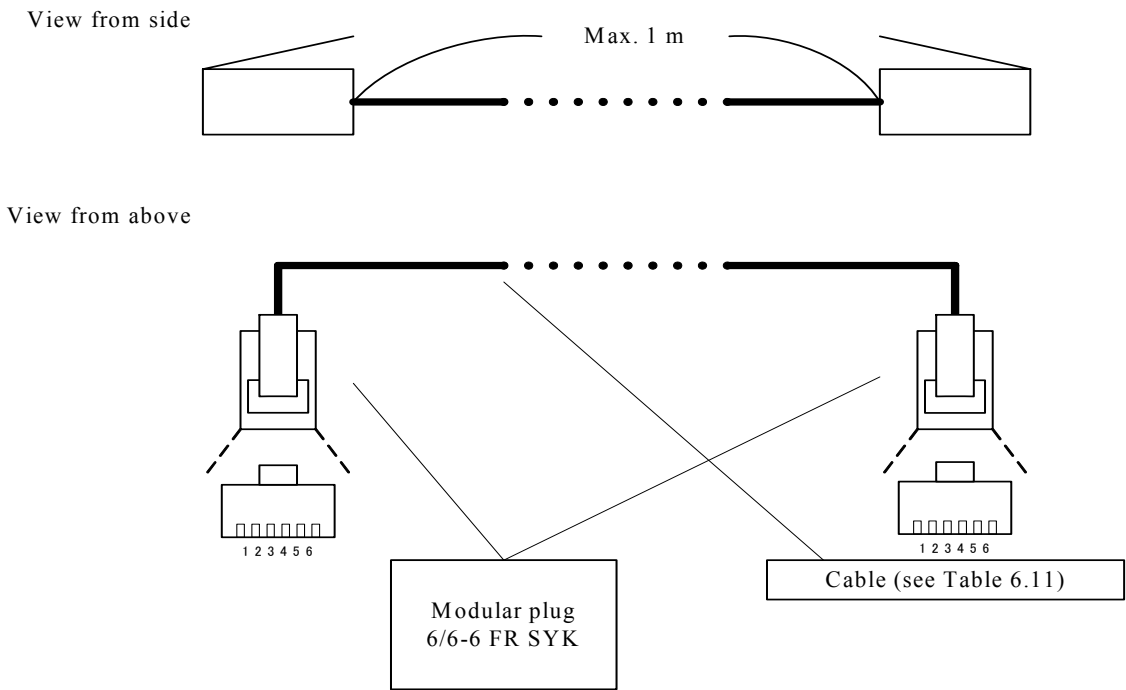 View from side
Max. 1 m
View from above
1 2 3 4 5 6
1 2 3 4 5 6
Cable (see Table 6.11)
Modular plug
6/6-6 FR SYK